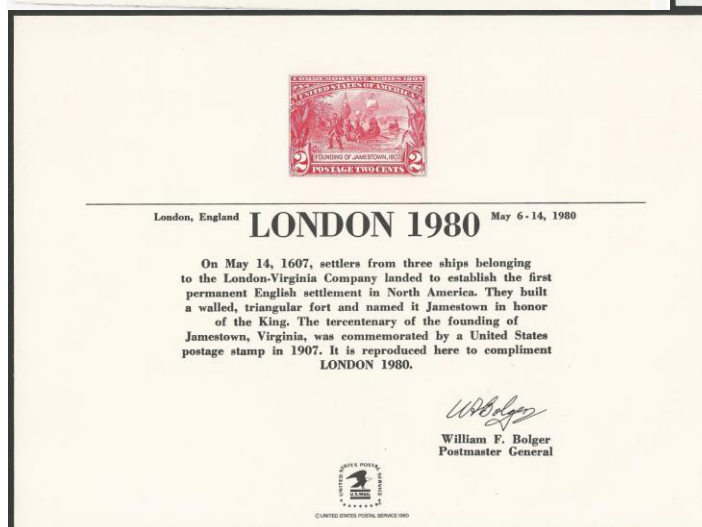 COMMEMORATIVE SERIES 1907
UNITED STATES OF AMERICA
FOUNDING OF JAMESTOWN, 1607
2 POSTAGE TWO CENTS 2
London, England LONDON 1980 May 6-14, 1980
On May 14, 1607, settlers from three ships belonging
to the London-Virginia Company landed to establish the first
permanent English settlement in North America. They built
a walled, triangular fort and named it Jamestown in honor
of the King. The tercentenary of the founding of
Jamestown, Virginia, was commemorated by a United States
postage stamp in 1907. It is reproduced here to compliment
LONDON 1980.
WF Bolger
William F. Bolger
Postmaster General
UNITED STATES POSTAL SERVICE
U.S. MAIL
©UNITED STATES POSTAL SERVICE 1980